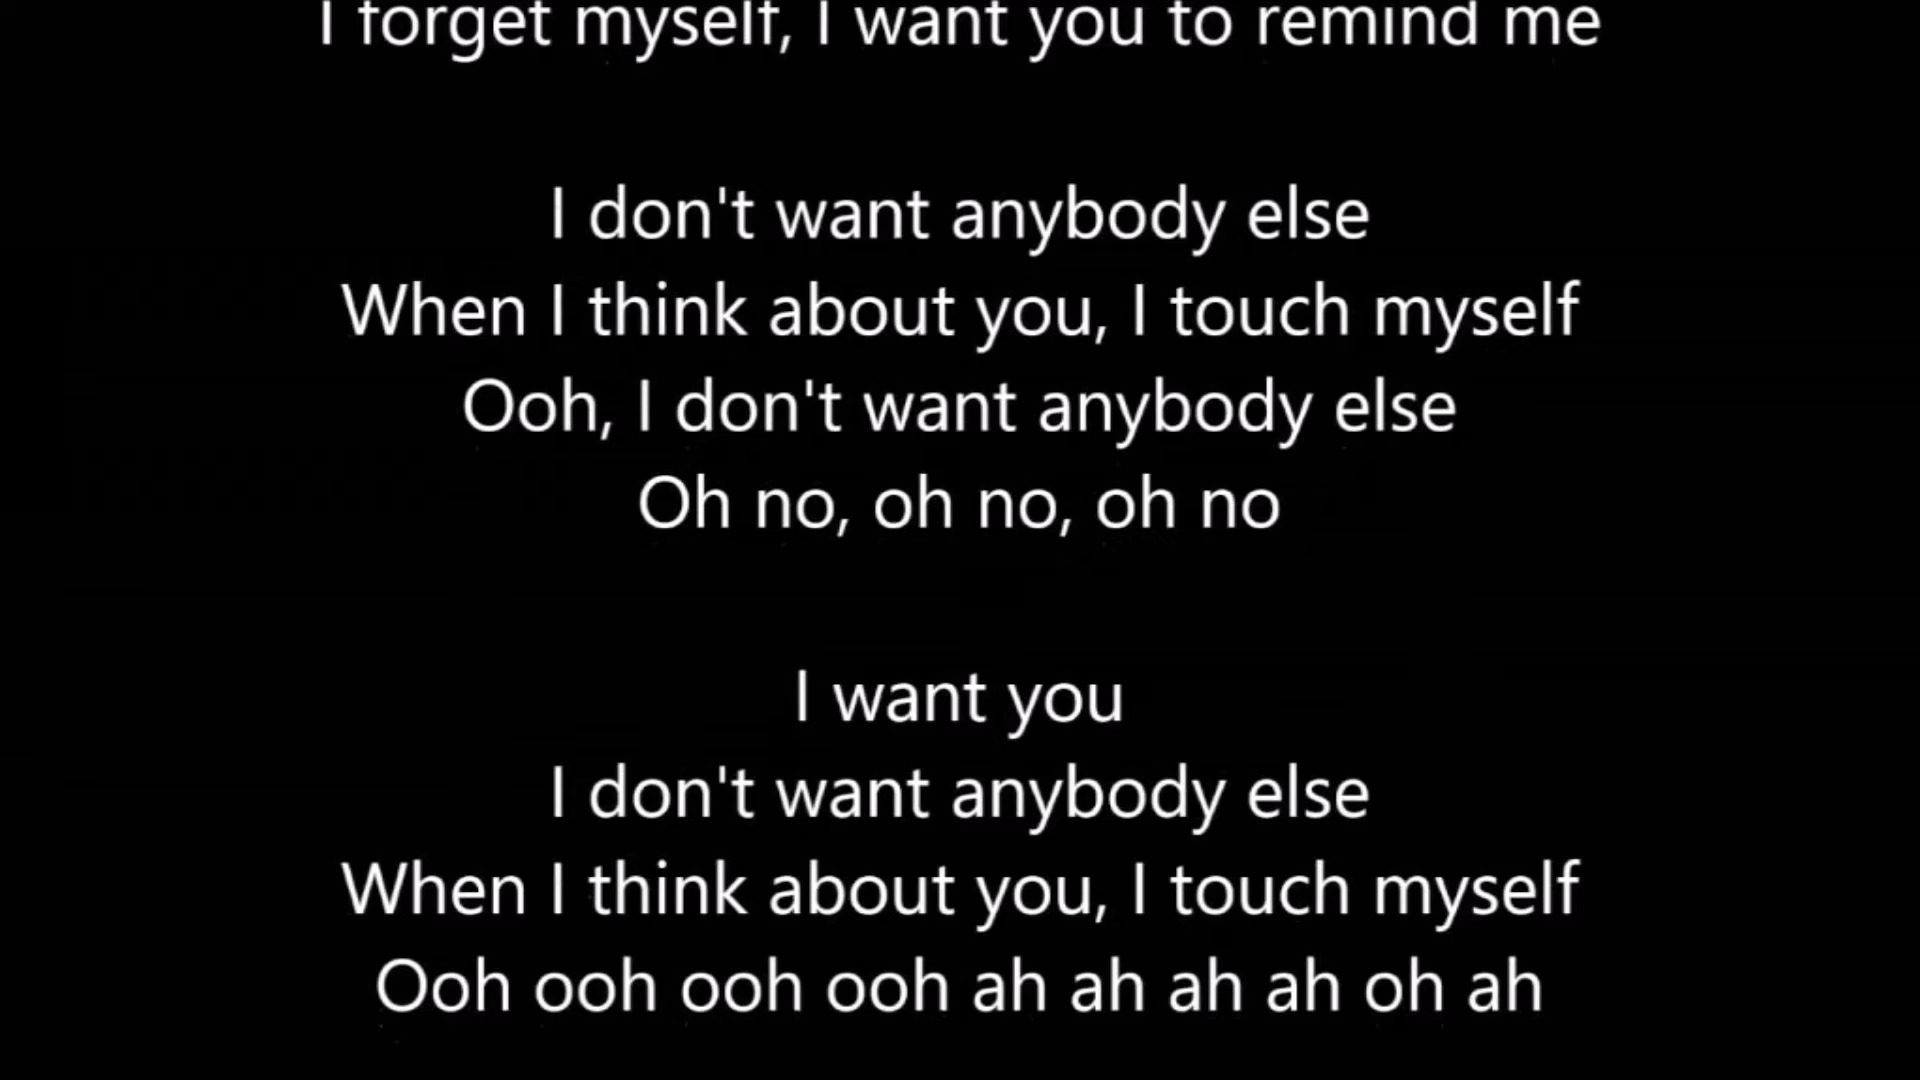 I forget myself, I want you to remind me
I don't want anybody else
When I think about you, I touch myself
Ooh, I don't want anybody else
Oh no, oh no, oh no
I want you
I don't want anybody else
When I think about you, I touch myself
Ooh ooh ooh ooh ah ah ah ah oh ah